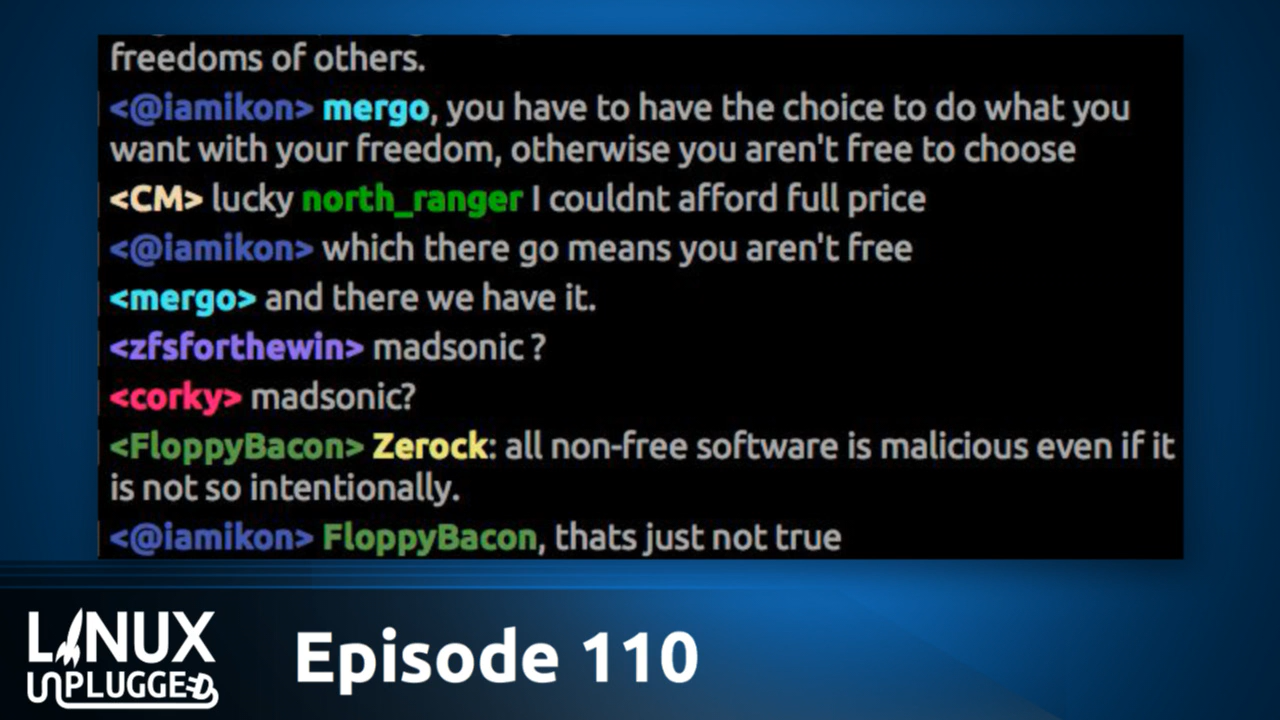 freedoms of others.
<@iamikon> mergo, you have to have the choice to do what you
want with your freedom, otherwise you aren't free to choose
<CM> lucky north_ranger I couldnt afford full price
<@iamikon> which there go means you aren't free
<mergo> and there we have it.
<zfsforthewin> madsonic ?
<corky> madsonic?
<FloppyBacon> Zerock: all non-free software is malicious even if it
is not so intentionally.
<@iamikon> FloppyBacon, thats just not true
LINUX
UNPLUGGED
Episode 110